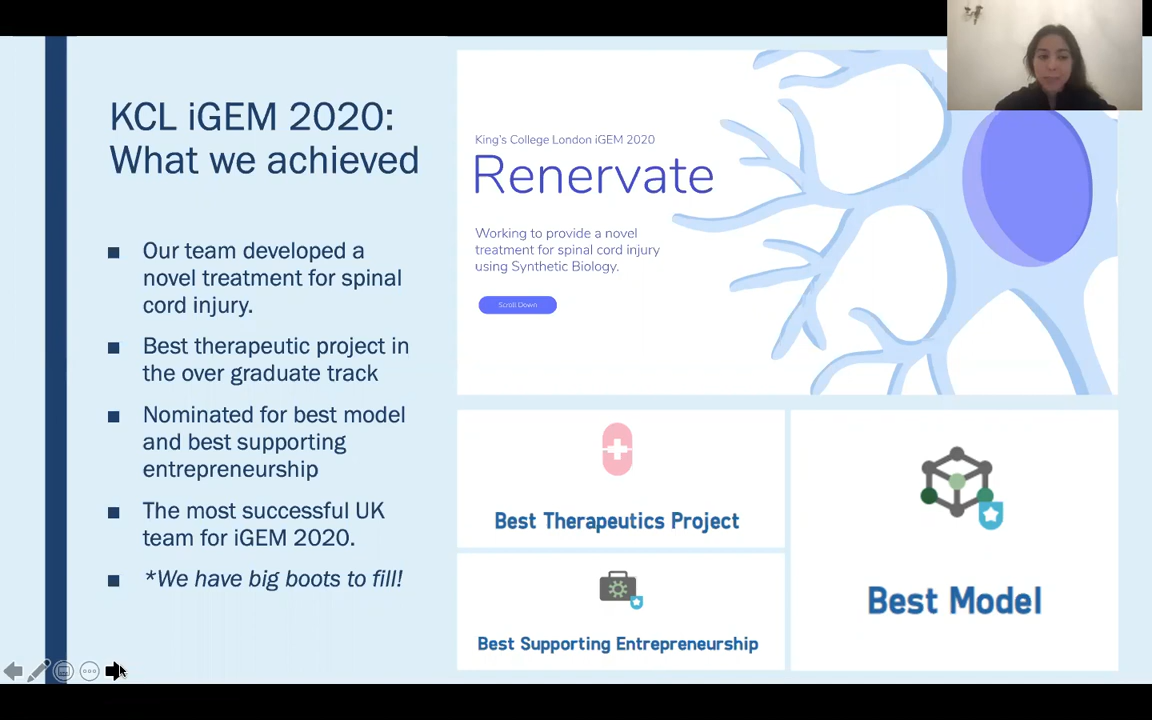 KCL iGEM 2020:
What we achieved
Our team developed a
novel treatment for spinal
cord injury.
Best therapeutic project in
the over graduate track
Nominated for best model
and best supporting
entrepreneurship
The most successful UK
team for iGEM 2020.
*We have big boots to fill!
King's College London iGEM 2020
Renervate
Working to provide a novel
treatment for spinal cord injury
using Synthetic Biology.
Scroll Down
Best Therapeutics Project
Best Supporting Entrepreneurship
Best Model